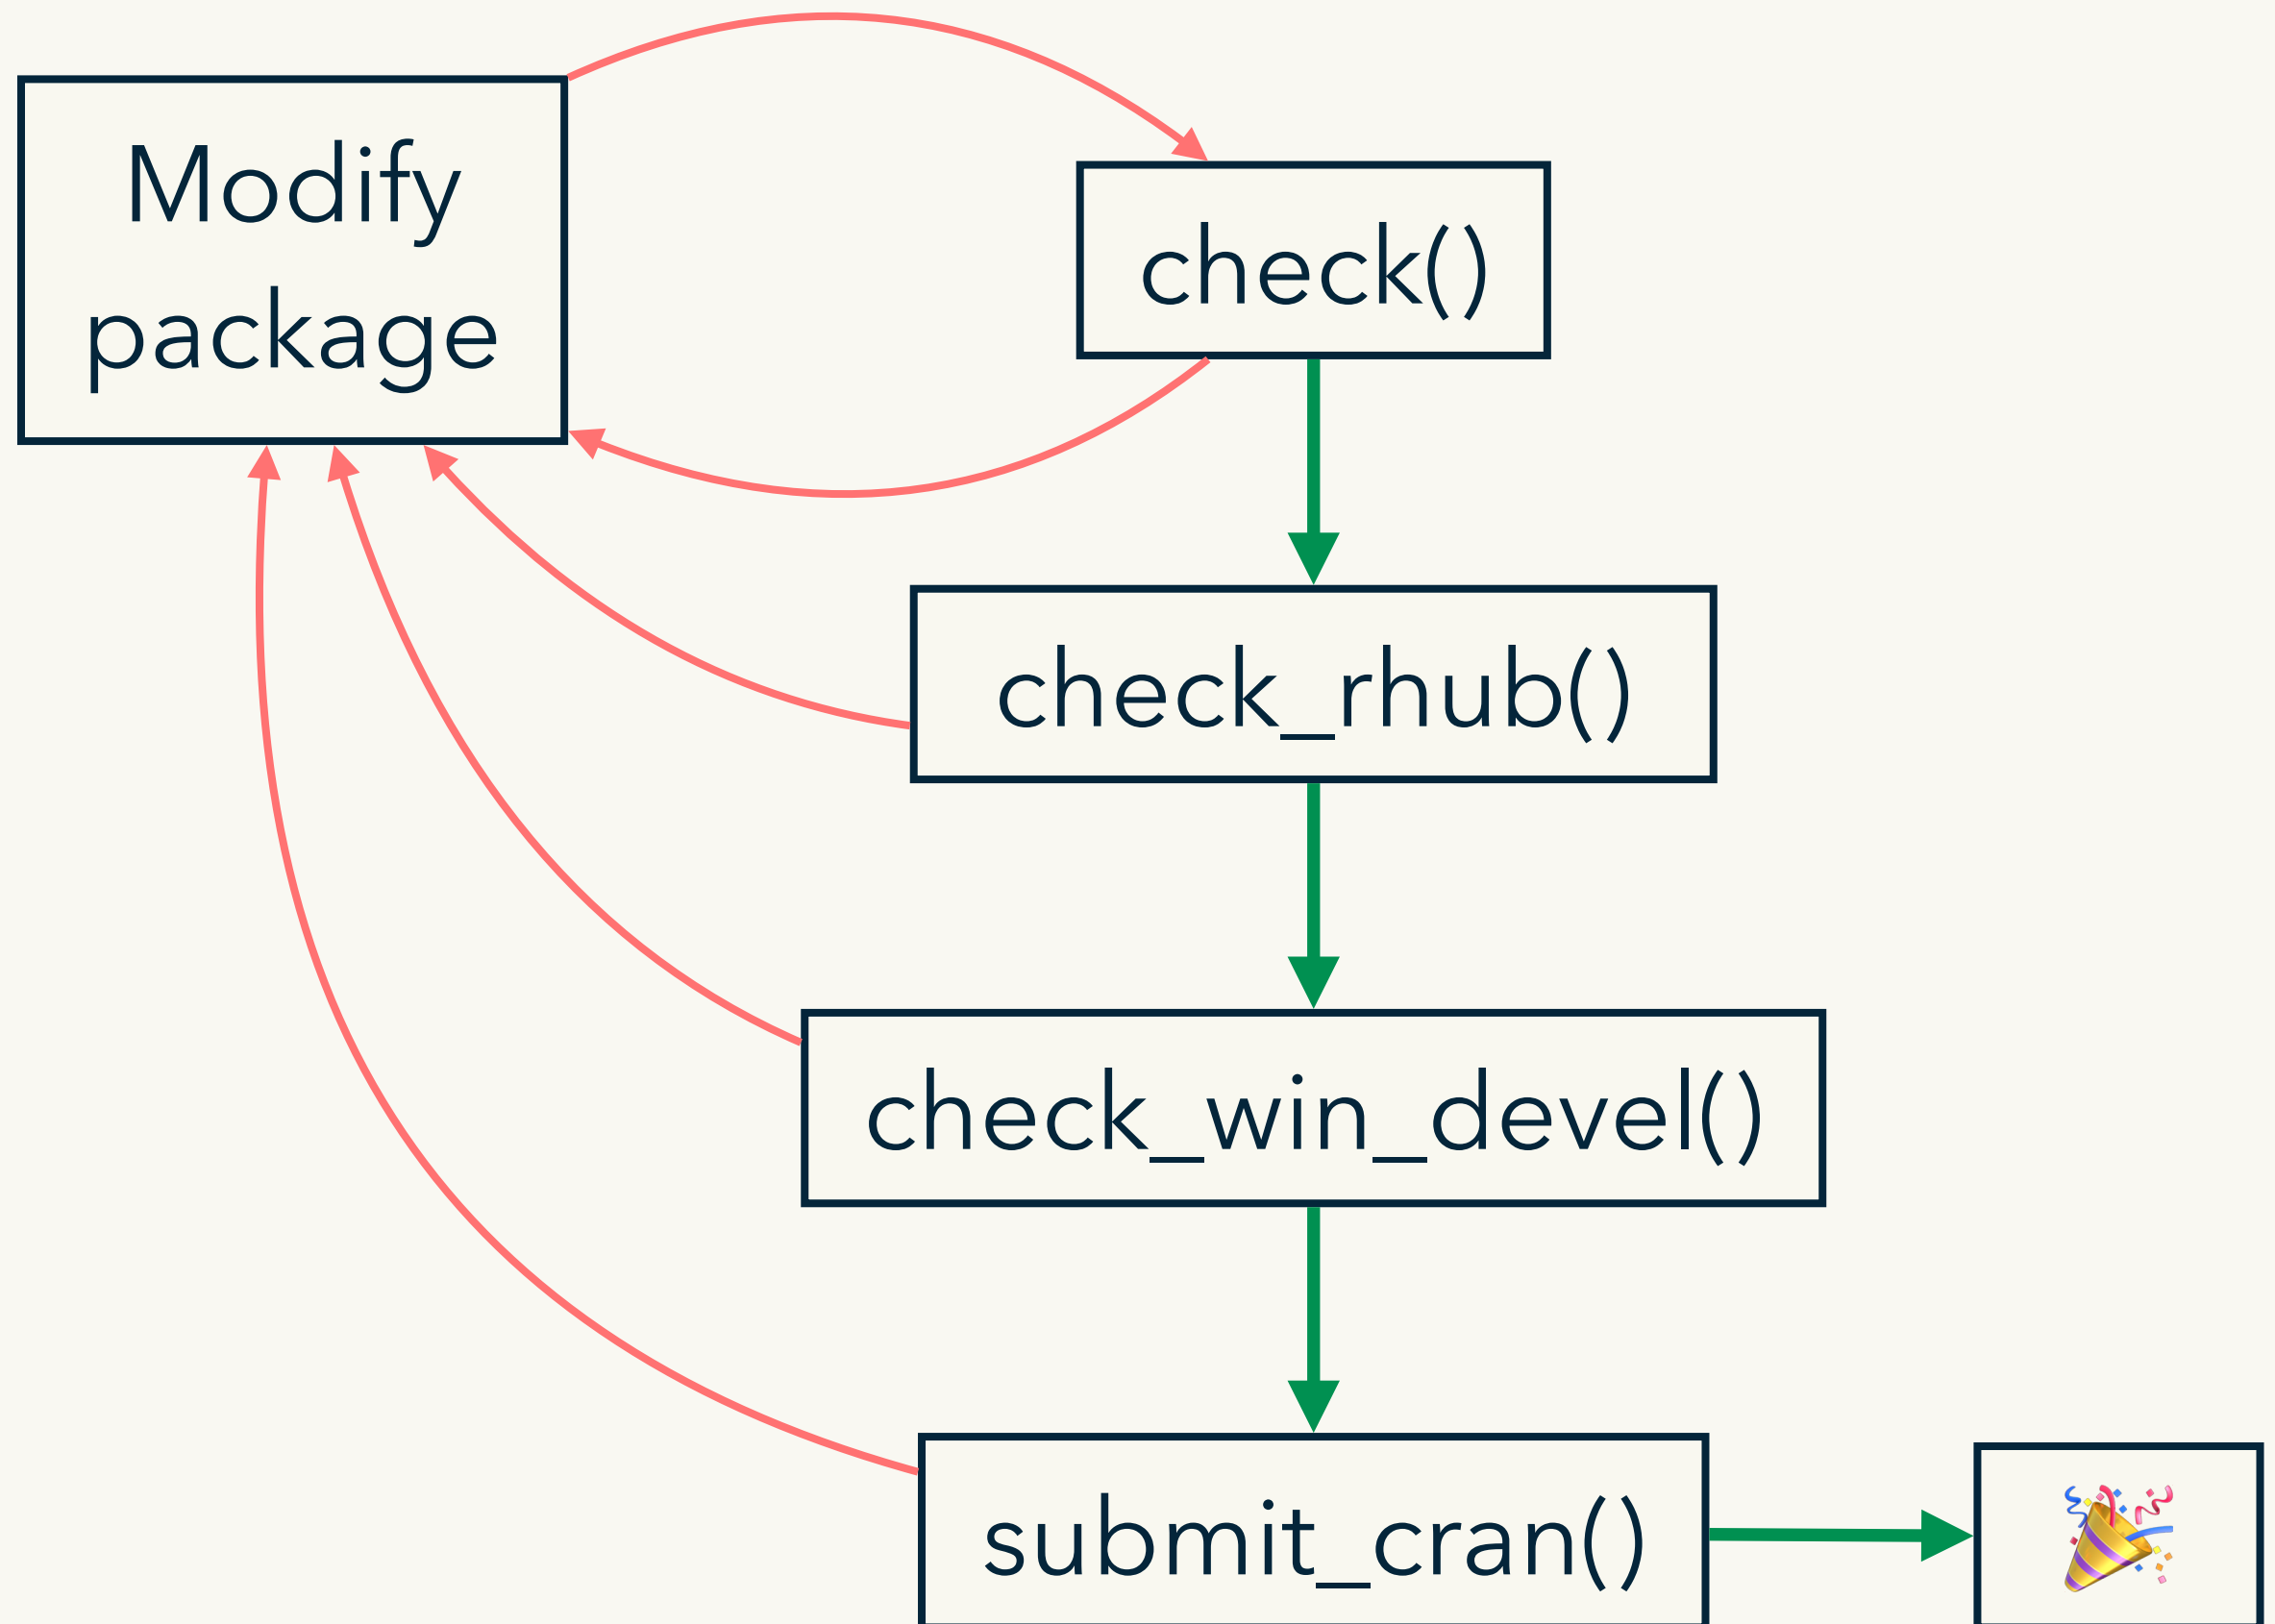 Modify
package
check()
check_rhub()
check_win_devel()
submit_cran()
🎉